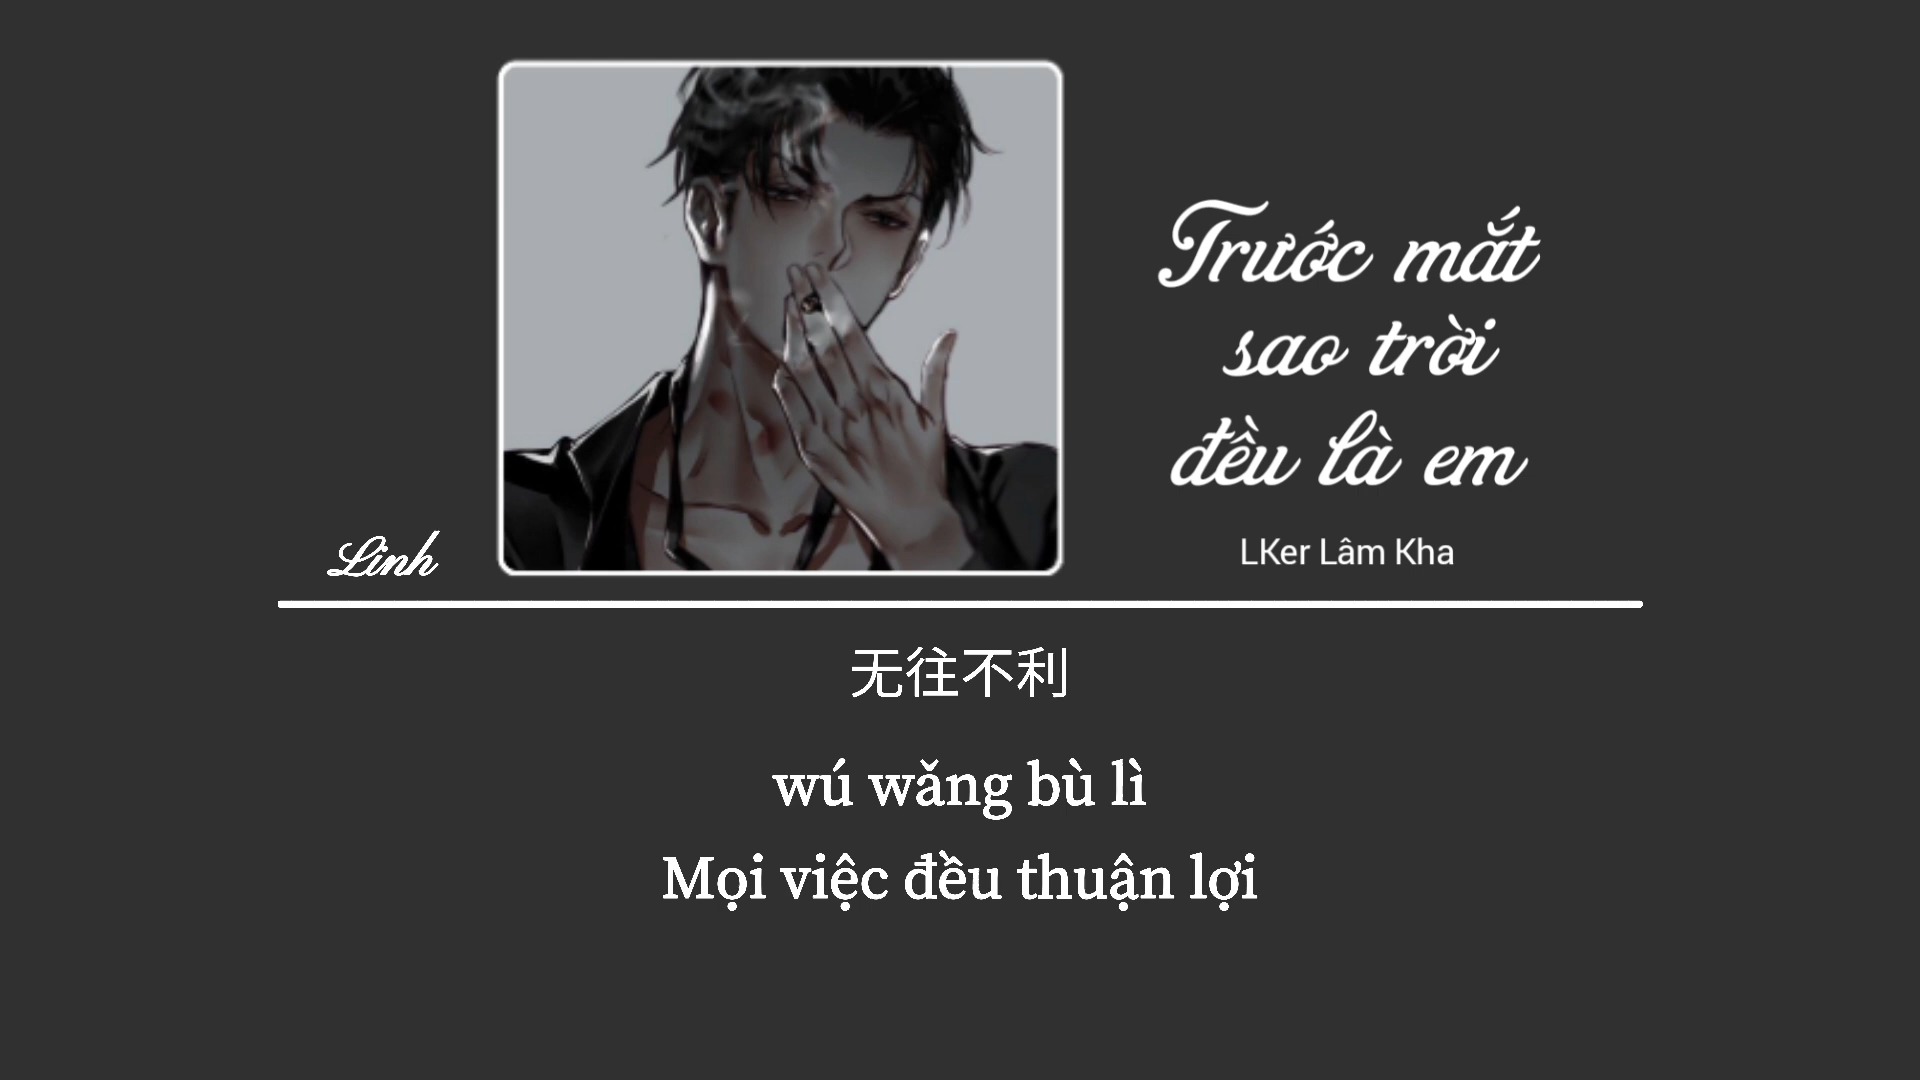 Trước mắt
sao trời
đều là em
LKer Lâm Kha
Linh
无往不利
wú wǎng bù lì
Mọi việc đều thuận lợi